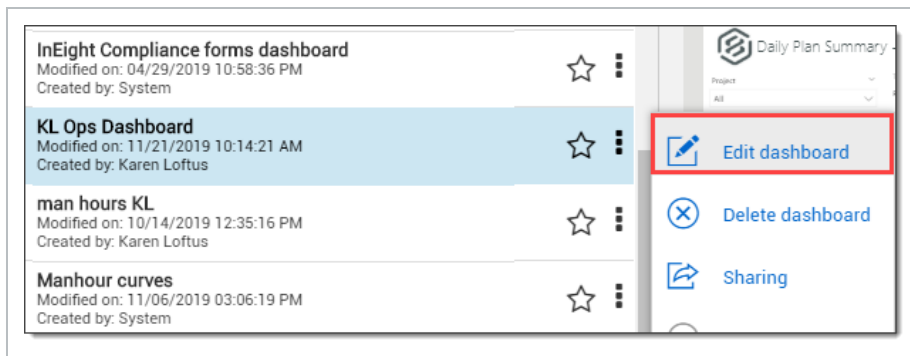 InEight Compliance forms dashboard
Modified on: 04/29/2019 10:58:36 PM
Created by: System
KL Ops Dashboard
Modified on: 11/21/2019 10:14:21 AM
Created by: Karen Loftus
man hours KL
Modified on: 10/14/2019 12:35:16 PM
Created by: Karen Loftus
Manhour curves
Modified on: 11/06/2019 03:06:19 PM
Created by: System
Daily Plan Summary -
Project
All
Edit dashboard
Delete dashboard
Sharing